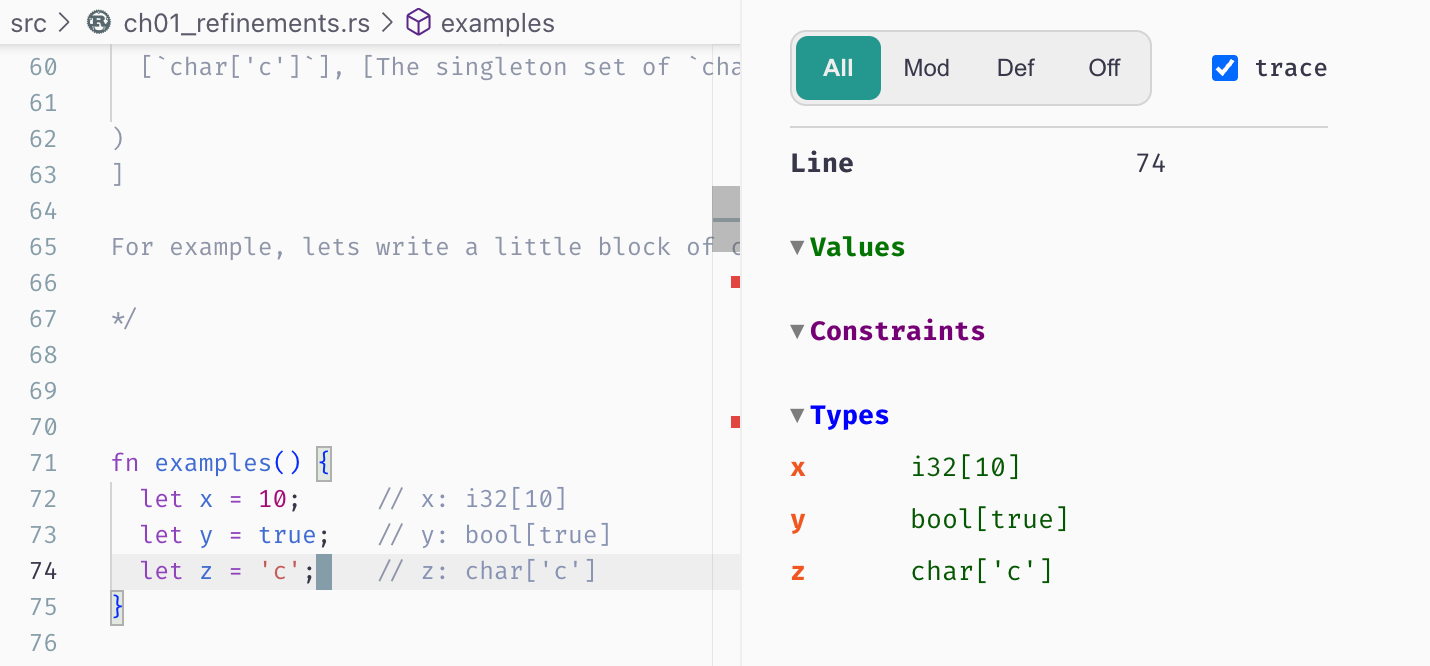 src > ch01_refinements.rs > examples
60 [`char['c']`], [The singleton set of `cha
61
62 )
63 ]
64
65 For example, lets write a little block of
66
67 */
68
69
70
71 fn examples() {
72 let x = 10; // x: i32[10]
73 let y = true; // y: bool[true]
74 let z = 'c'; // z: char['c']
75 }
76
All Mod Def Off trace
Line 74
Values
Constraints
Types
x i32[10]
y bool[true]
z char['c']